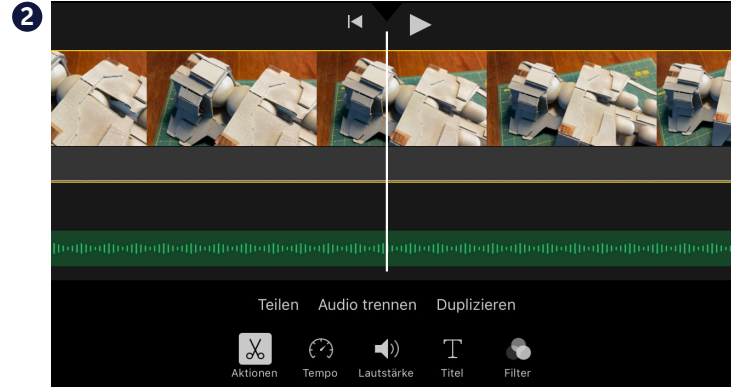 2
Teilen Audio trennen Duplizieren
Aktionen Tempo Lautstärke Titel Filter